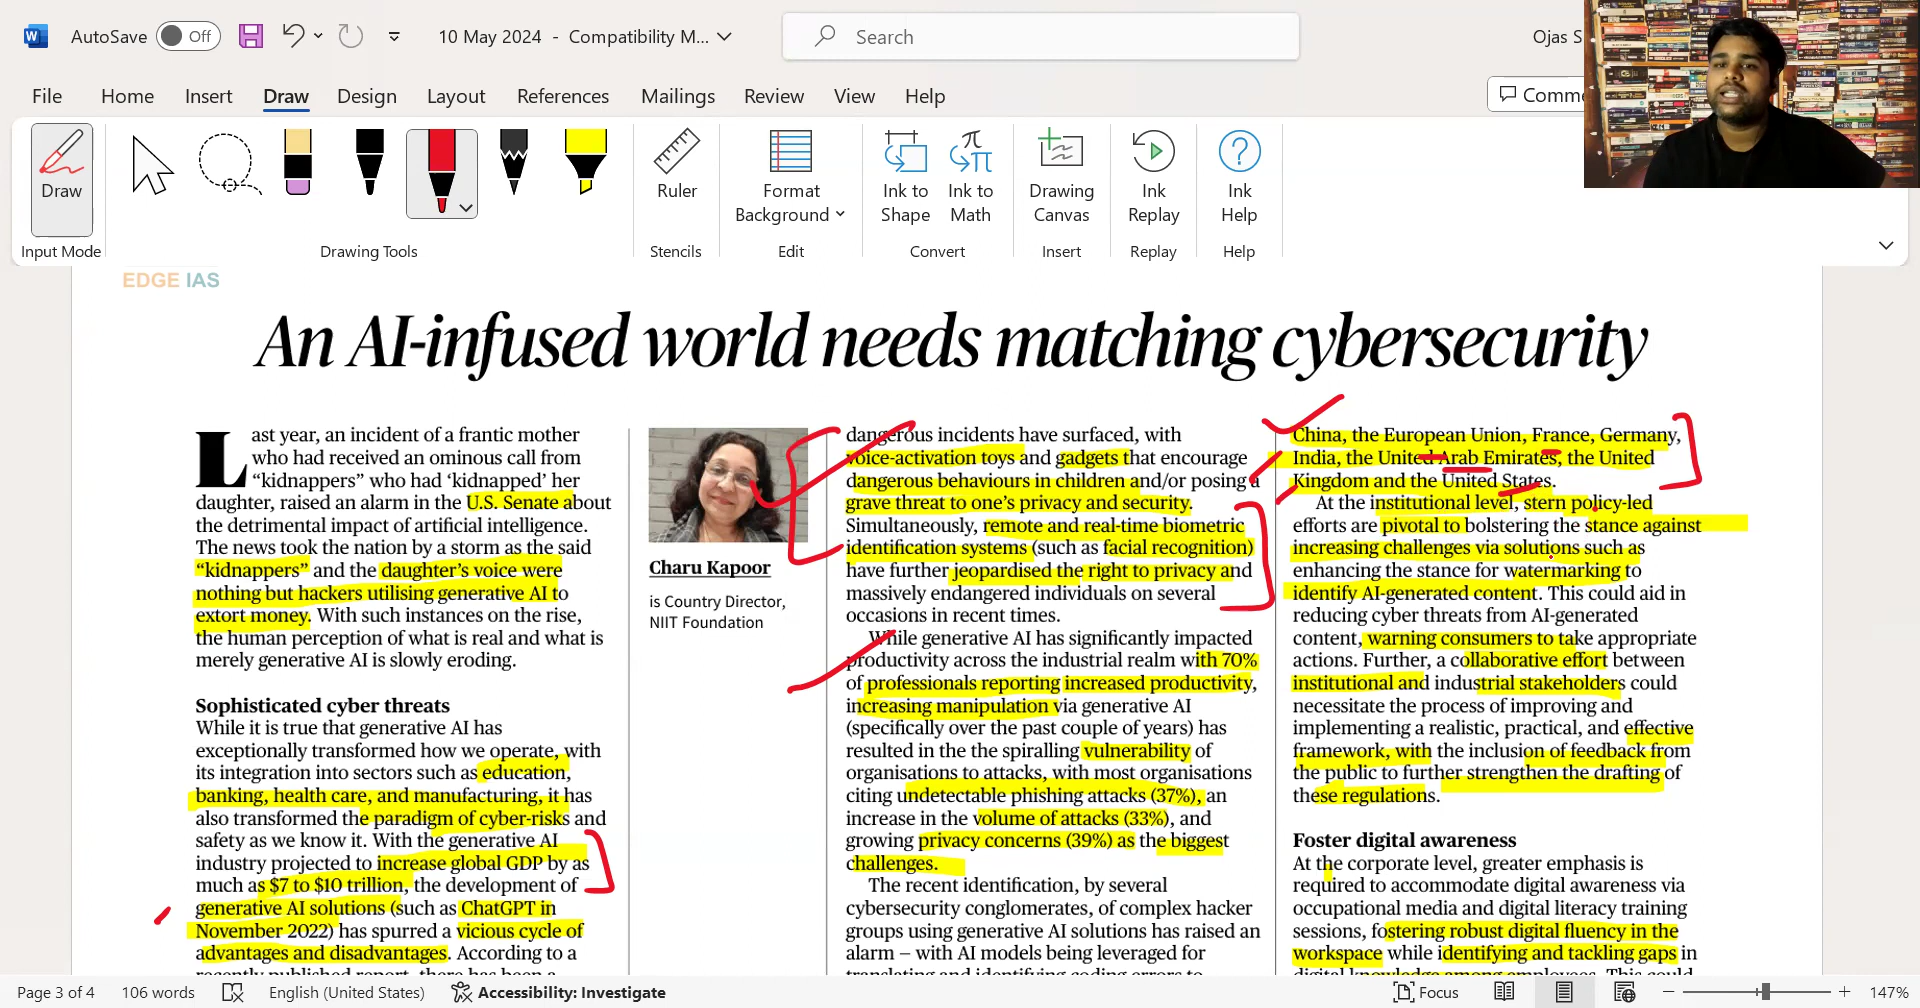 AutoSave
Off
10 May 2024 - Compatibility M...
Search
Ojas S
File
Home
Insert
Draw
Design
Layout
References
Mailings
Review
View
Help
Comme
Draw
Ruler
Format Background
Ink to Shape
Ink to Math
Drawing Canvas
Ink Replay
Ink Help
Input Mode
Drawing Tools
Stencils
Edit
Convert
Insert
Replay
Help
EDGE IAS
An AI-infused world needs matching cybersecurity
Last year, an incident of a frantic mother
who had received an ominous call from
“kidnappers” who had ‘kidnapped’ her
daughter, raised an alarm in the U.S. Senate about
the detrimental impact of artificial intelligence.
The news took the nation by a storm as the said
“kidnappers” and the daughter’s voice were
nothing but hackers utilising generative AI to
extort money. With such instances on the rise,
the human perception of what is real and what is
merely generative AI is slowly eroding.
Sophisticated cyber threats
While it is true that generative AI has
exceptionally transformed how we operate, with
its integration into sectors such as education,
banking, health care, and manufacturing, it has
also transformed the paradigm of cyber-risks and
safety as we know it. With the generative AI
industry projected to increase global GDP by as
much as $7 to $10 trillion, the development of
generative AI solutions (such as ChatGPT in
November 2022) has spurred a vicious cycle of
advantages and disadvantages. According to a
recently published report, there has been a
Charu Kapoor
is Country Director,
NIIT Foundation
dangerous incidents have surfaced, with
voice-activation toys and gadgets that encourage
dangerous behaviours in children and/or posing a
grave threat to one’s privacy and security.
Simultaneously, remote and real-time biometric
identification systems (such as facial recognition)
have further jeopardised the right to privacy and
massively endangered individuals on several
occasions in recent times.
While generative AI has significantly impacted
productivity across the industrial realm with 70%
of professionals reporting increased productivity,
increasing manipulation via generative AI
(specifically over the past couple of years) has
resulted in the the spiralling vulnerability of
organisations to attacks, with most organisations
citing undetectable phishing attacks (37%), an
increase in the volume of attacks (33%), and
growing privacy concerns (39%) as the biggest
challenges.
The recent identification, by several
cybersecurity conglomerates, of complex hacker
groups using generative AI solutions has raised an
alarm — with AI models being leveraged for
translating and identifying coding errors to
China, the European Union, France, Germany,
India, the United Arab Emirates, the United
Kingdom and the United States.
At the institutional level, stern policy-led
efforts are pivotal to bolstering the stance against
increasing challenges via solutions such as
enhancing the stance for watermarking to
identify AI-generated content. This could aid in
reducing cyber threats from AI-generated
content, warning consumers to take appropriate
actions. Further, a collaborative effort between
institutional and industrial stakeholders could
necessitate the process of improving and
implementing a realistic, practical, and effective
framework, with the inclusion of feedback from
the public to further strengthen the drafting of
these regulations.
Foster digital awareness
At the corporate level, greater emphasis is
required to accommodate digital awareness via
occupational media and digital literacy training
sessions, fostering robust digital fluency in the
workspace while identifying and tackling gaps in
digital knowledge among employees. This could
Page 3 of 4
106 words
English (United States)
Accessibility: Investigate
Focus
147%